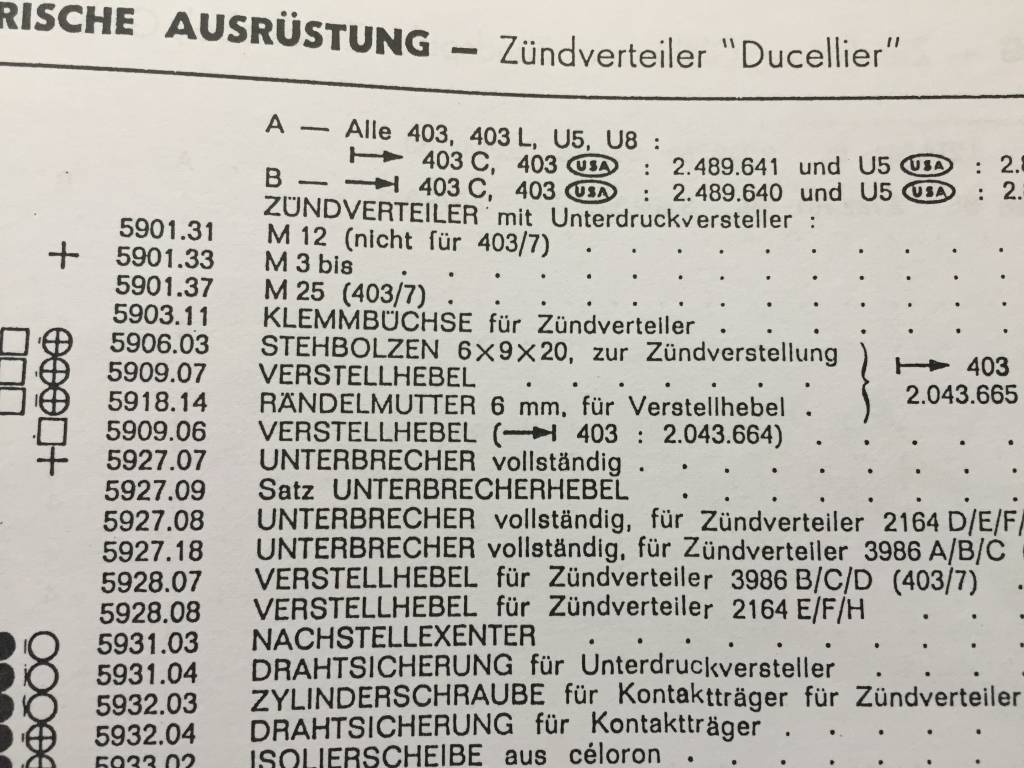 RISCHE AUSRÜSTUNG — Zündverteiler "Ducellier"
A — Alle 403, 403 L, U5, U8 :
403 C, 403 USA : 2.489.641 und U5 USA : 2.8
B — 403 C, 403 USA : 2.489.640 und U5 USA : 2.
ZÜNDVERTEILER mit Unterdruckversteller :
5901.31 M 12 (nicht für 403/7) . . . . . . . . . .
5901.33 M 3 bis . . . . . . . . . . . . .
5901.37 M 25 (403/7) . . . . . . . . . . . . .
5903.11 KLEMMBÜCHSE für Zündverteiler . . . . . . . .
5906.03 STEHBOLZEN 6×9×20, zur Zündverstellung
5909.07 VERSTELLHEBEL . . . . . . .
5918.14 RÄNDELMUTTER 6 mm, für Verstellhebel .
403
2.043.665
5909.06 VERSTELLHEBEL ( 403 : 2.043.664) . . . . .
5927.07 UNTERBRECHER vollständig . . . . . . . . .
5927.09 Satz UNTERBRECHERHEBEL . . . . . . . .
5927.08 UNTERBRECHER vollständig, für Zündverteiler 2164 D/E/F/
5927.18 UNTERBRECHER vollständig, für Zündverteiler 3986 A/B/C
5928.07 VERSTELLHEBEL für Zündverteiler 3986 B/C/D (403/7) .
5928.08 VERSTELLHEBEL für Zündverteiler 2164 E/F/H . . .
5931.03 NACHSTELLEXENTER . . . . . . . . . .
5931.04 DRAHTSICHERUNG für Unterdruckversteller . . . .
5932.03 ZYLINDERSCHRAUBE für Kontaktträger für Zündverteiler
5932.04 DRAHTSICHERUNG für Kontaktträger . . . . .
5933.02 ISOLIERSCHEIBE aus céloron . . . . . . . .